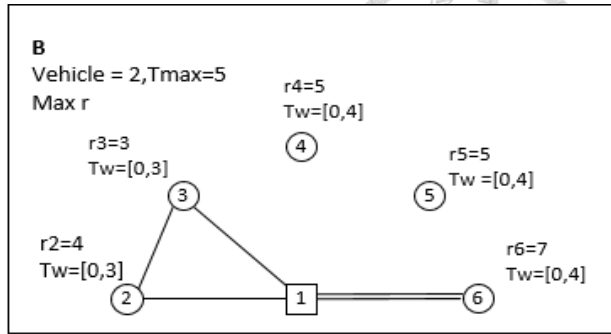 B
Vehicle = 2,Tmax=5
Max r
r4=5
Tw=[0,4]
4
r3=3
Tw=[0,3]
3
r5=5
Tw =[0,4]
5
r2=4
Tw=[0,3]
2
1
r6=7
Tw=[0,4]
6